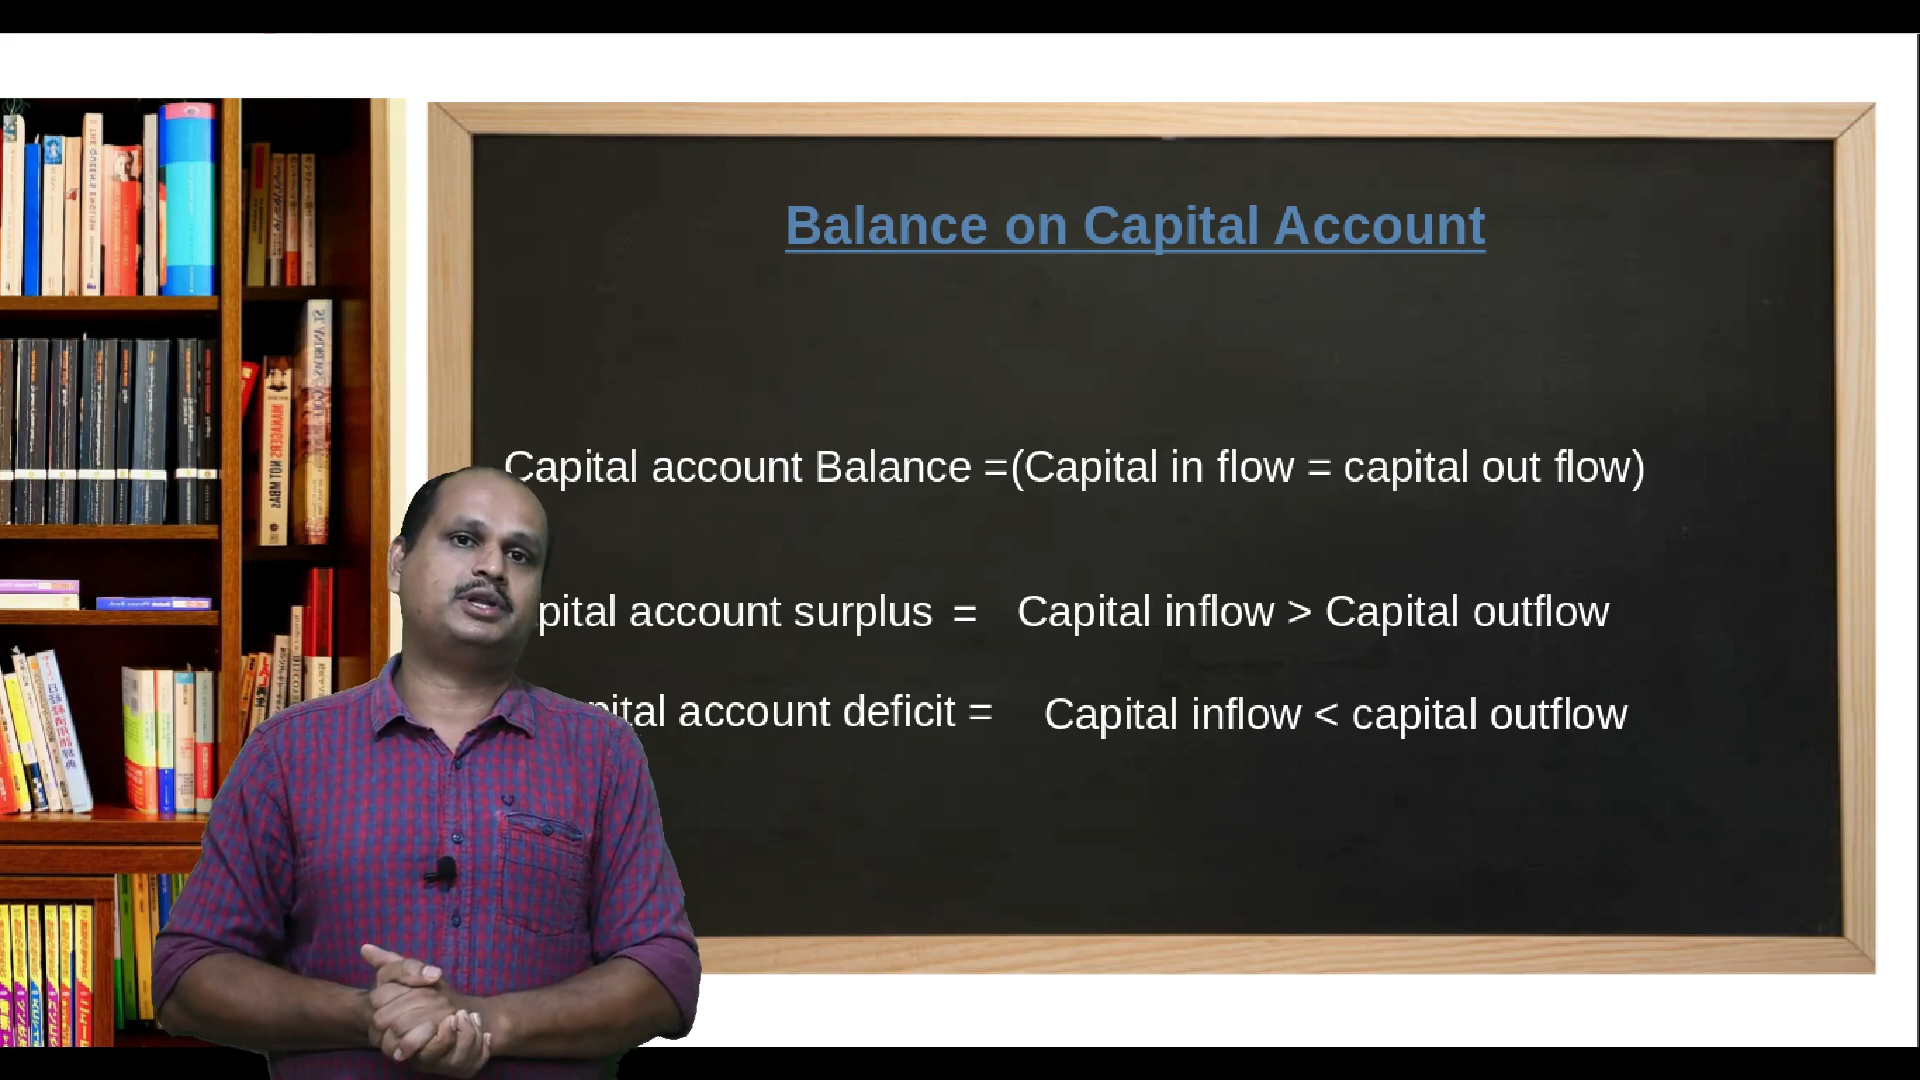 Balance on Capital Account
Capital account Balance =(Capital in flow = capital out flow)
pital account surplus = Capital inflow > Capital outflow
pital account deficit = Capital inflow < capital outflow